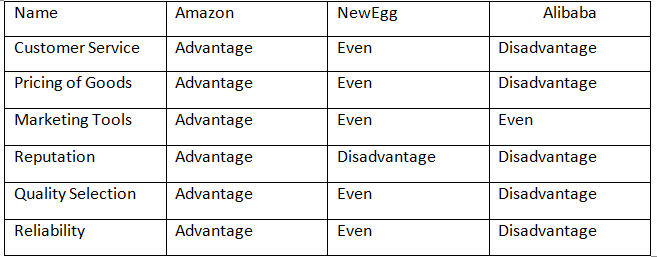 Name Amazon NewEgg Alibaba
Customer Service Advantage Even Disadvantage
Pricing of Goods Advantage Even Disadvantage
Marketing Tools Advantage Even Even
Reputation Advantage Disadvantage Disadvantage
Quality Selection Advantage Even Disadvantage
Reliability Advantage Even Disadvantage